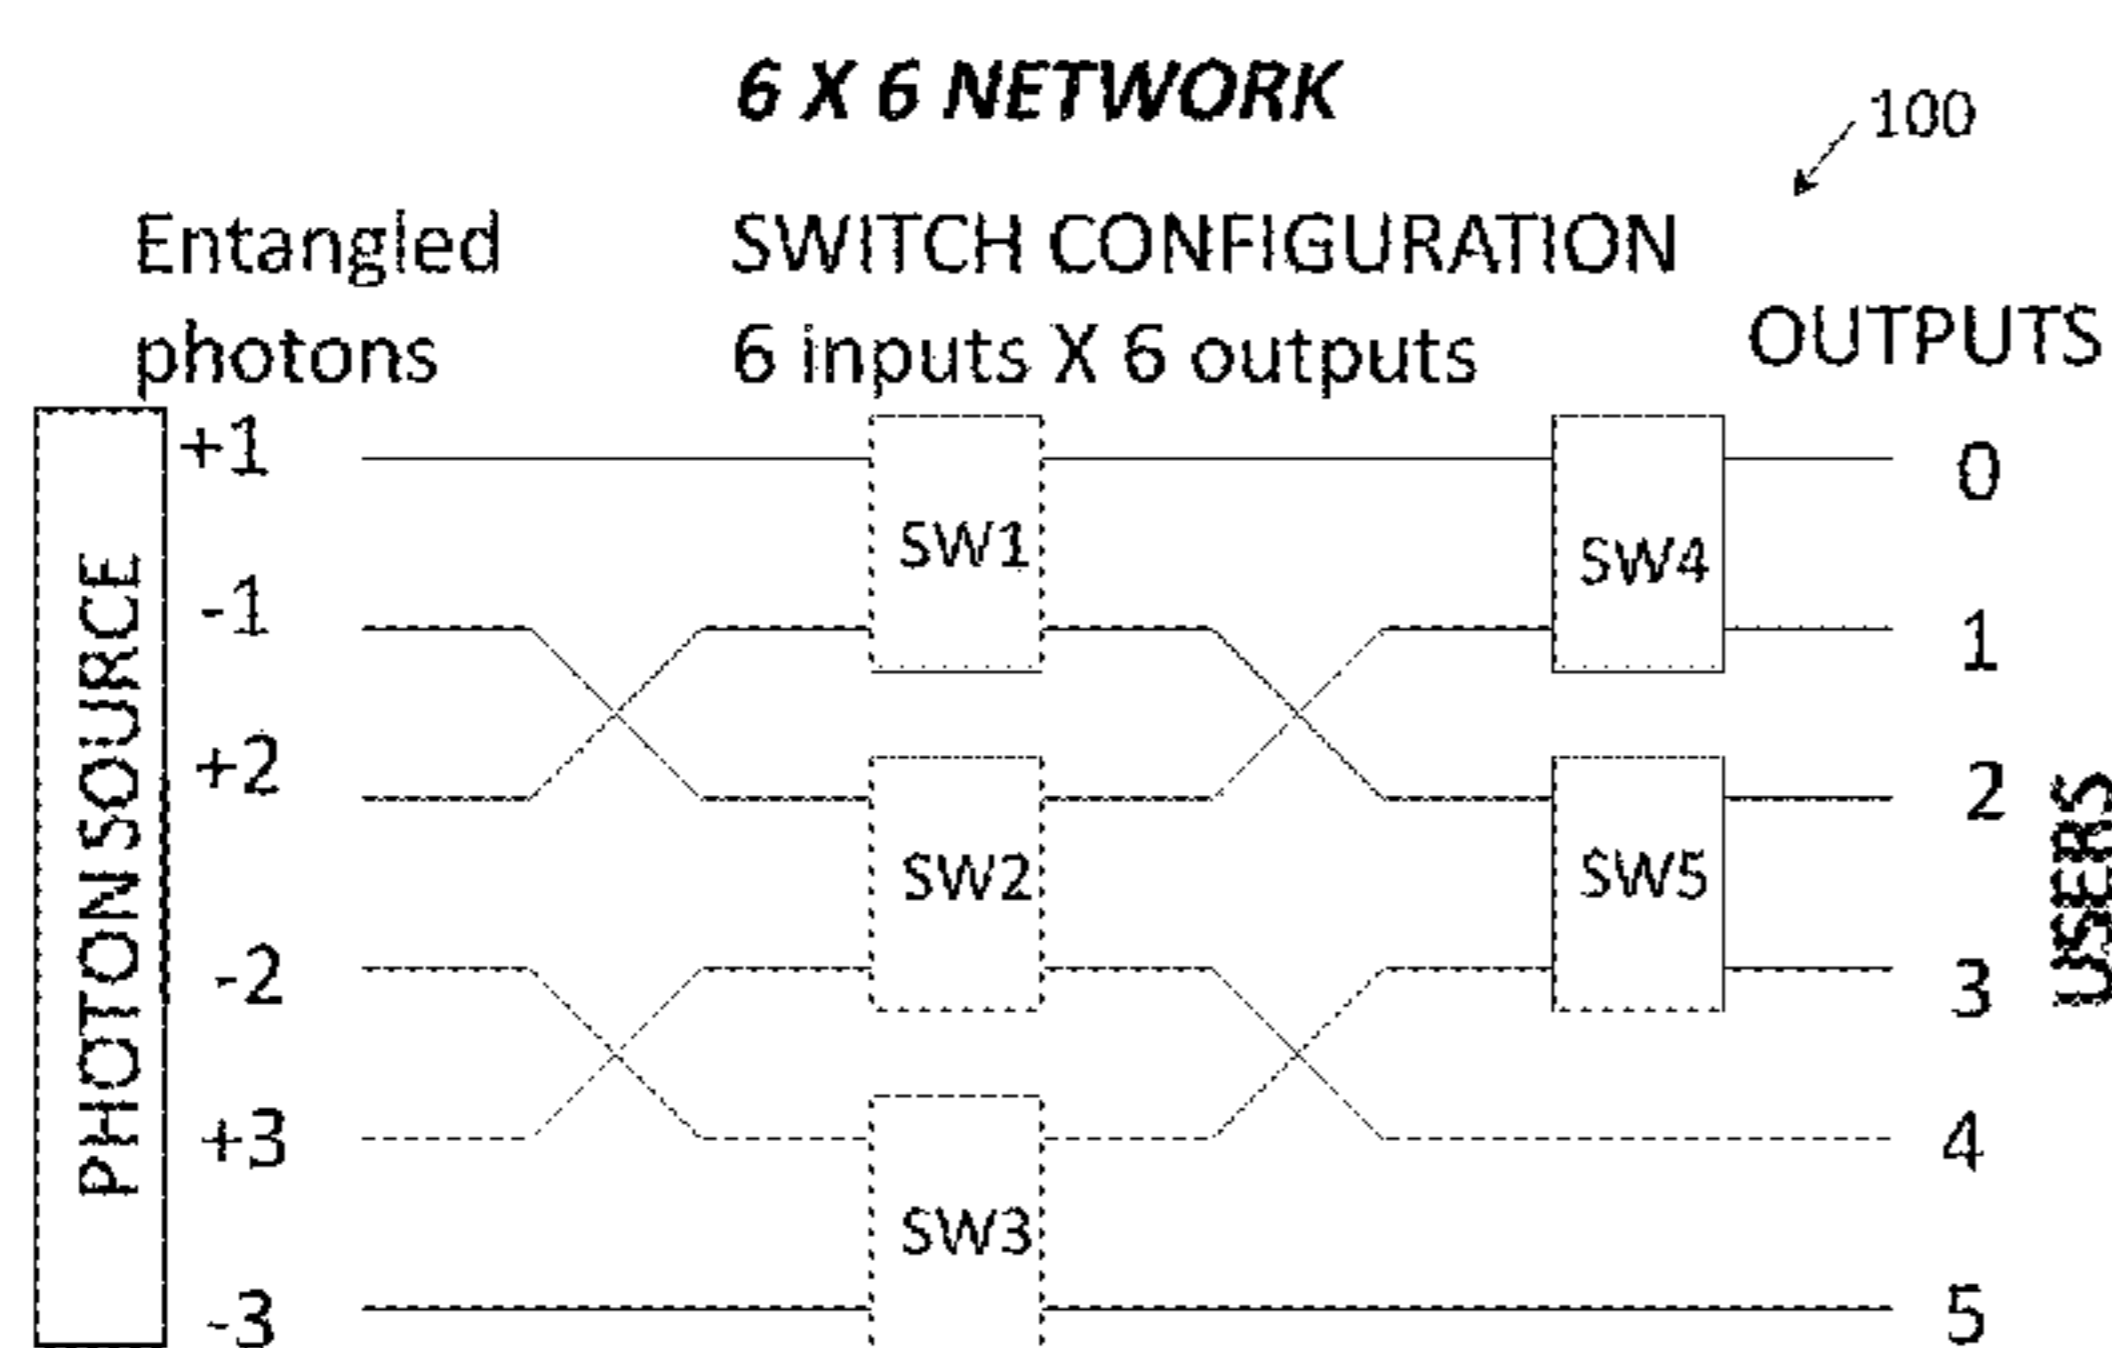 6 X 6 NETWORK
100
Entangled photons
SWITCH CONFIGURATION
6 inputs X 6 outputs
OUTPUTS
PHOTON SOURCE
+1
-1
+2
-2
+3
-3
SW1
SW2
SW3
SW4
SW5
0
1
2
3
4
5
USERS